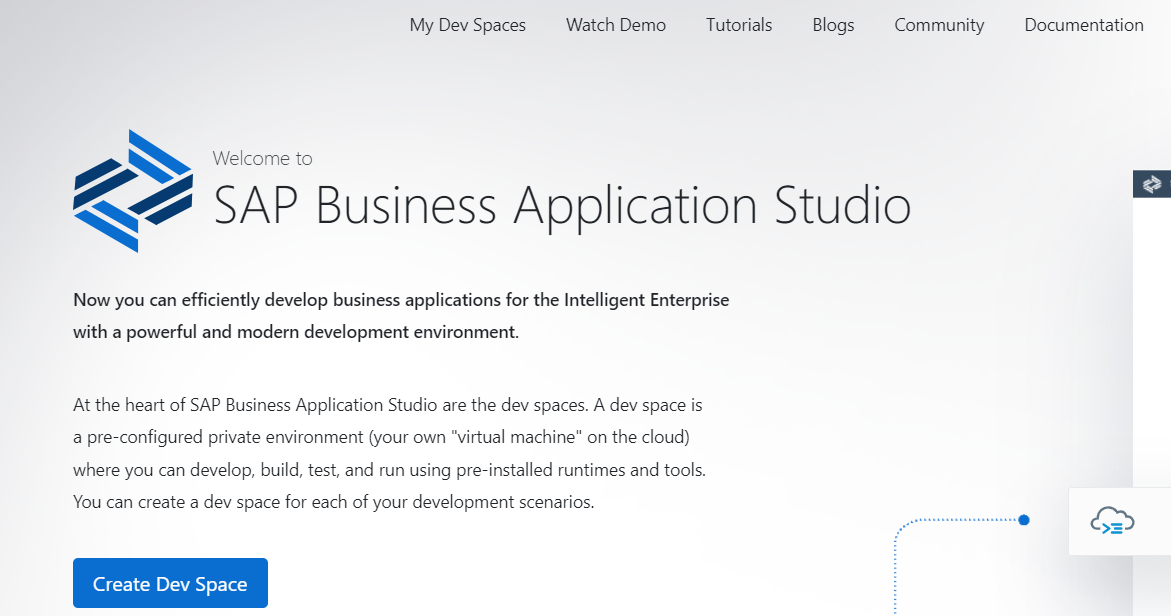 My Dev Spaces Watch Demo Tutorials Blogs Community Documentation
Welcome to
SAP Business Application Studio
Now you can efficiently develop business applications for the Intelligent Enterprise
with a powerful and modern development environment.
At the heart of SAP Business Application Studio are the dev spaces. A dev space is
a pre-configured private environment (your own "virtual machine" on the cloud)
where you can develop, build, test, and run using pre-installed runtimes and tools.
You can create a dev space for each of your development scenarios.
Create Dev Space